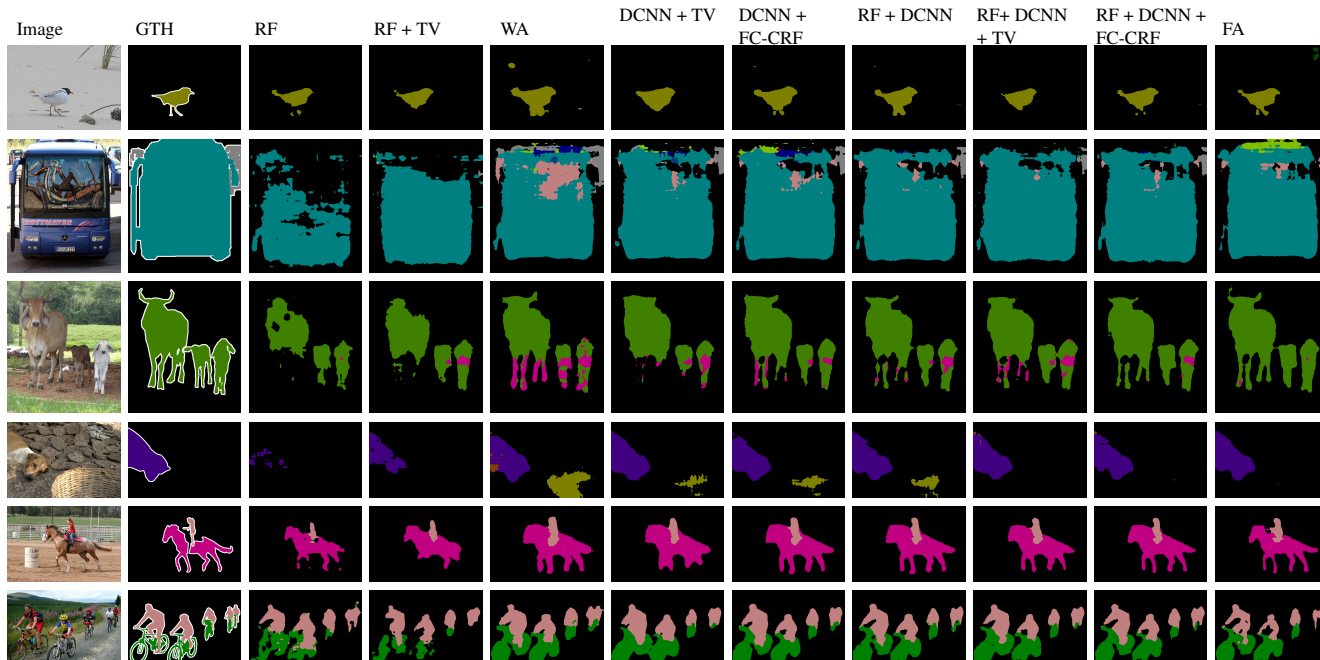 Image
GTH
RF
RF + TV
WA
DCNN + TV
DCNN +
FC-CRF
RF + DCNN
RF+ DCNN
+ TV
RF + DCNN +
FC-CRF
FA